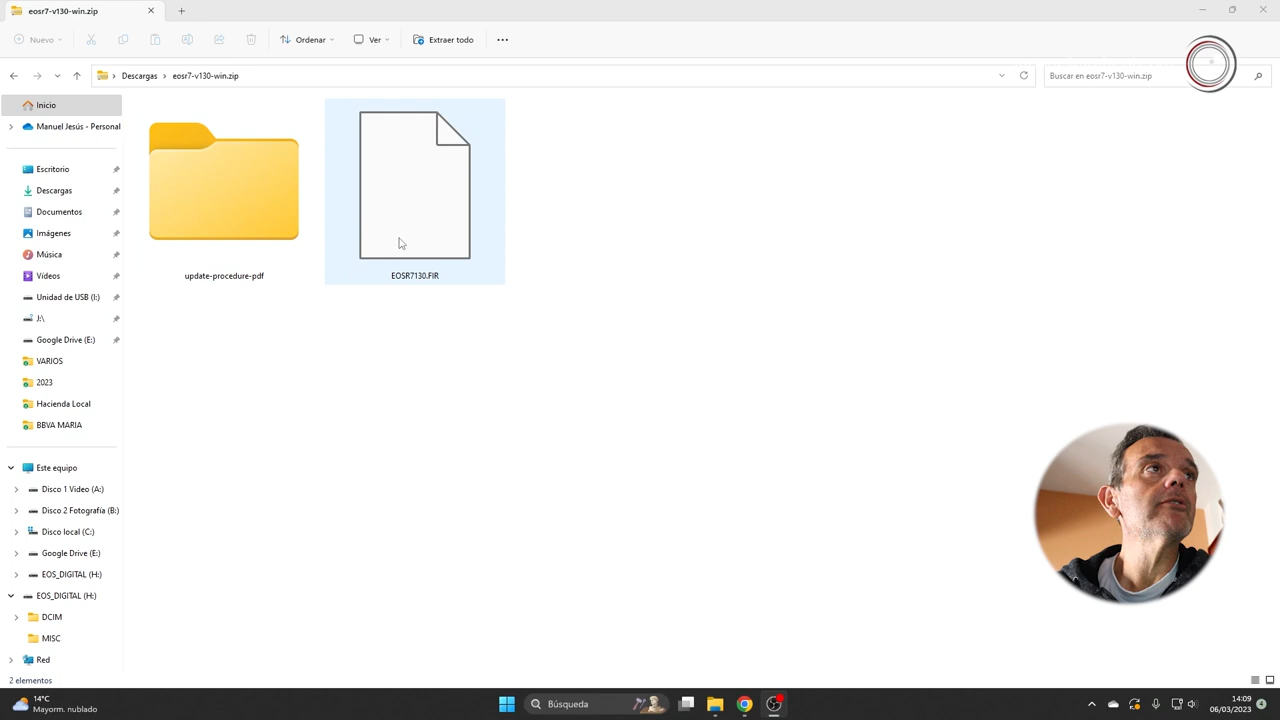 eosr7-v130-win.zip
Nuevo
Ordenar
Ver
Extraer todo
Descargas
eosr7-v130-win.zip
Buscar en eosr7-v130-win.zip
Inicio
Manuel Jesús - Personal
Escritorio
Descargas
Documentos
Imágenes
Música
Vídeos
Unidad de USB (I:)
J:\
Google Drive (E:)
VARIOS
2023
Hacienda Local
BBVA MARIA
Este equipo
Disco 1 Video (A:)
Disco 2 Fotografía (B:)
Disco local (C:)
Google Drive (E:)
EOS_DIGITAL (H:)
EOS_DIGITAL (H:)
DCIM
MISC
Red
update-procedure-pdf
EOSR7130.FIR
2 elementos
14°C
Mayorm. nublado
Búsqueda
14:09
06/03/2023